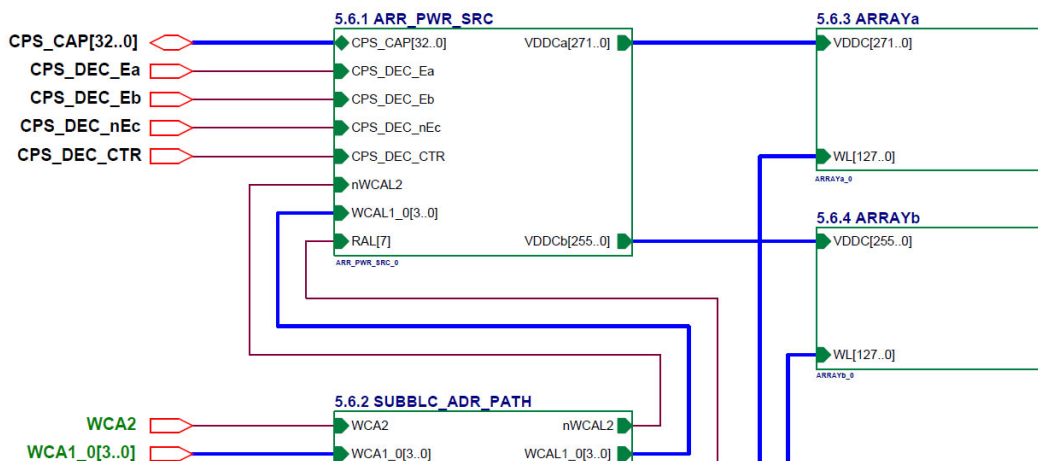 5.6.1 ARR_PWR_SRC
5.6.3 ARRAYa
CPS_CAP[32..0]
CPS_CAP[32..0]
VDDCa[271..0]
VDDC[271..0]
CPS_DEC_Ea
CPS_DEC_Ea
CPS_DEC_Eb
CPS_DEC_Eb
CPS_DEC_nEc
CPS_DEC_nEc
CPS_DEC_CTR
CPS_DEC_CTR
WL[127..0]
ARRAYa_0
nWCAL2
WCAL1_0[3..0]
5.6.4 ARRAYb
RAL[7]
VDDCb[255..0]
VDDC[255..0]
ARR_PWR_SRC_0
WL[127..0]
ARRAYb_0
5.6.2 SUBBLC_ADR_PATH
WCA2
WCA2
nWCAL2
WCA1_0[3..0]
WCA1_0[3..0]
WCAL1_0[3..0]